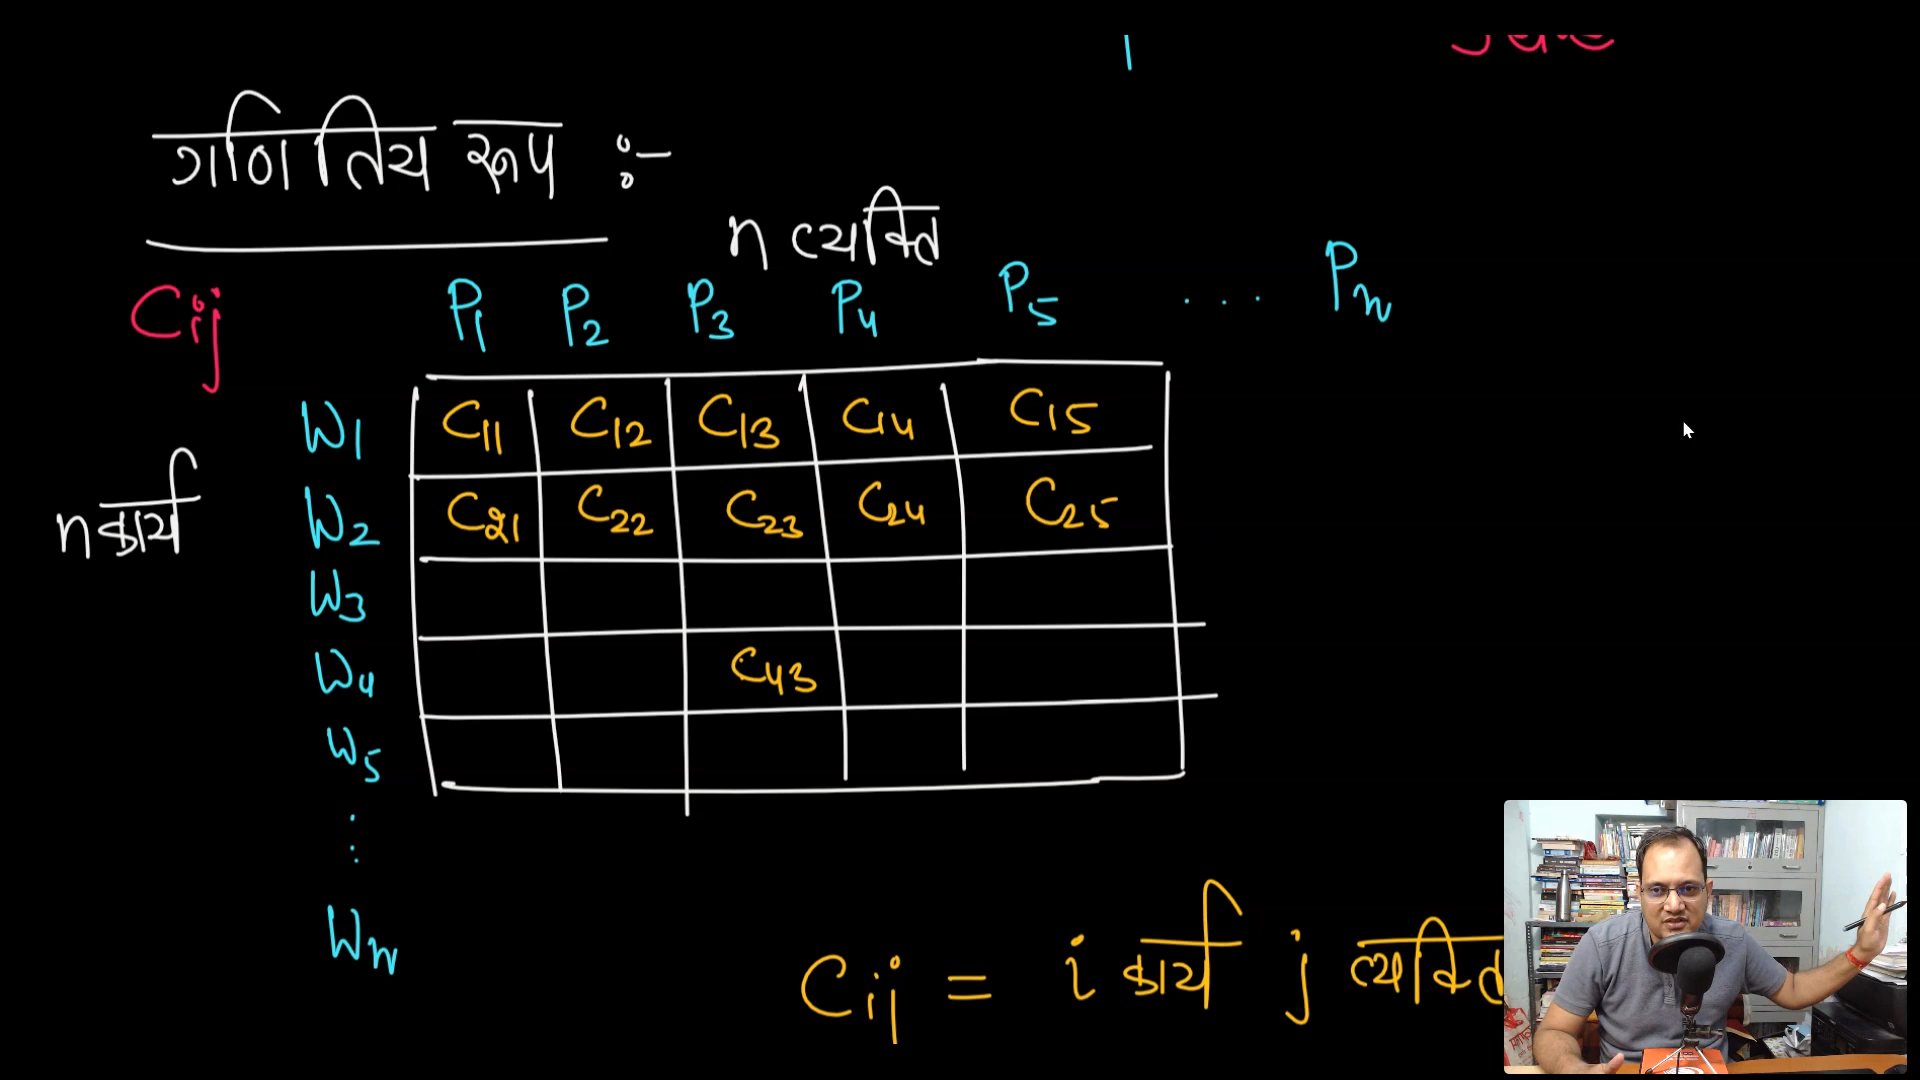 गणितिय रूप :-
n व्यक्ति
Cij P1 P2 P3 P4 P5 ... Pn
W1 C11 C12 C13 C14 C15
n कार्य W2 C21 C22 C23 C24 C25
W3
W4 C43
W5
⋮
Wn
Cij = i कार्य j व्यक्ति